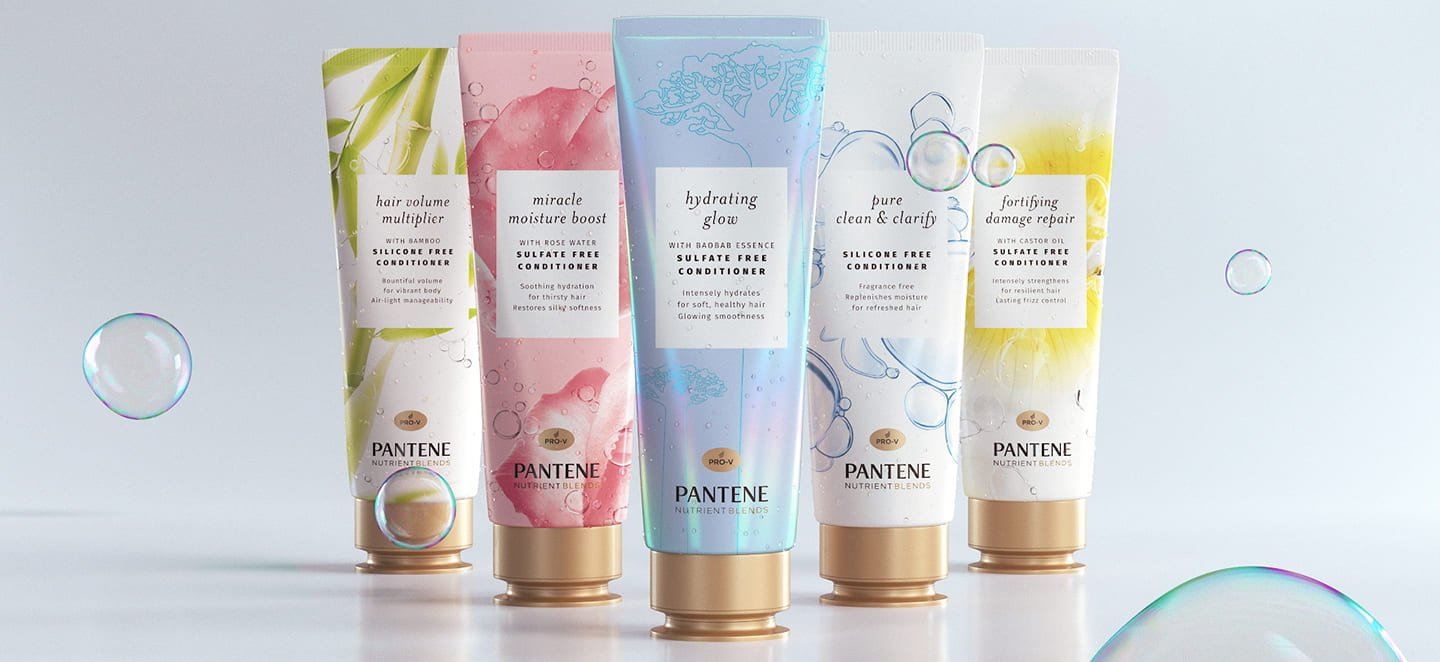 hair volume
multiplier
WITH BAMBOO
SILICONE FREE
CONDITIONER
Bountiful volume
for vibrant body
Air-light manageability
PRO-V
PANTENE
NUTRIENT BLENDS
miracle
moisture boost
WITH ROSE WATER
SULFATE FREE
CONDITIONER
Soothing hydration
for thirsty hair
Restores silky softness
PRO-V
PANTENE
NUTRIENT BLENDS
hydrating
glow
WITH BAOBAB ESSENCE
SULFATE FREE
CONDITIONER
Intensely hydrates
for soft, healthy hair
Glowing smoothness
PRO-V
PANTENE
NUTRIENT BLENDS
pure
clean & clarify
SILICONE FREE
CONDITIONER
Fragrance free
Replenishes moisture
for refreshed hair
PRO-V
PANTENE
NUTRIENT BLENDS
fortifying
damage repair
WITH CASTOR OIL
SULFATE FREE
CONDITIONER
Intensely strengthens
for resilient hair
Lasting frizz control
PRO-V
PANTENE
NUTRIENT BLENDS